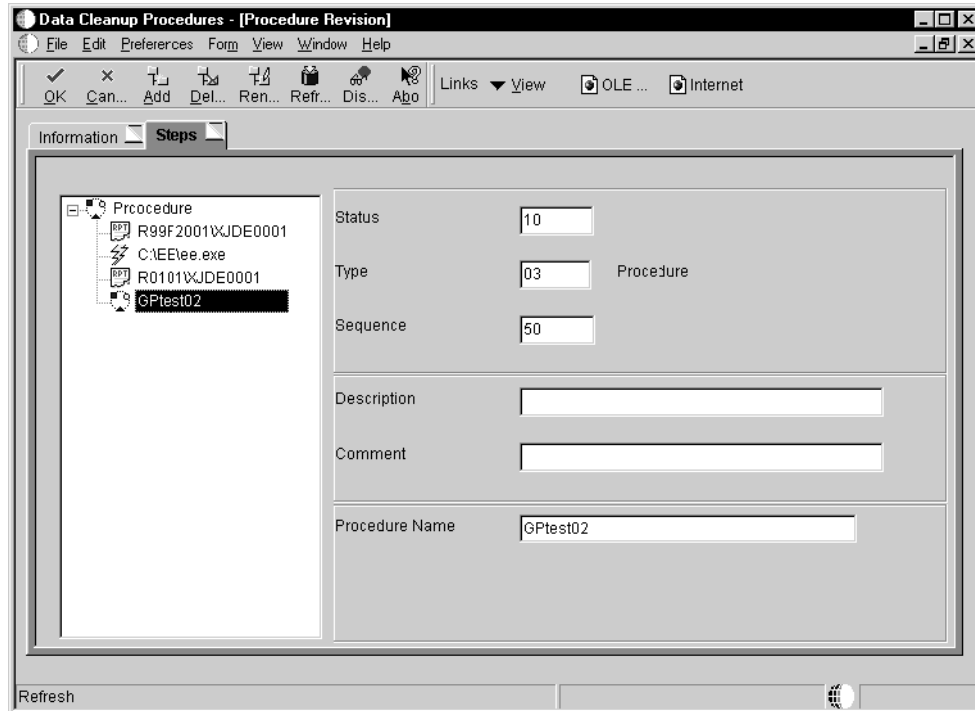 Data Cleanup Procedures - [Procedure Revision]
File Edit Preferences Form View Window Help
OK Can... Add Del... Ren... Refr... Dis... Abo Links View OLE ... Internet
Information Steps
Prcocedure
RPT R99F2001\XJDE0001
C:\EE\ee.exe
RPT R0101\XJDE0001
GPtest02
Status 10
Type 03 Procedure
Sequence 50
Description
Comment
Procedure Name GPtest02
Refresh